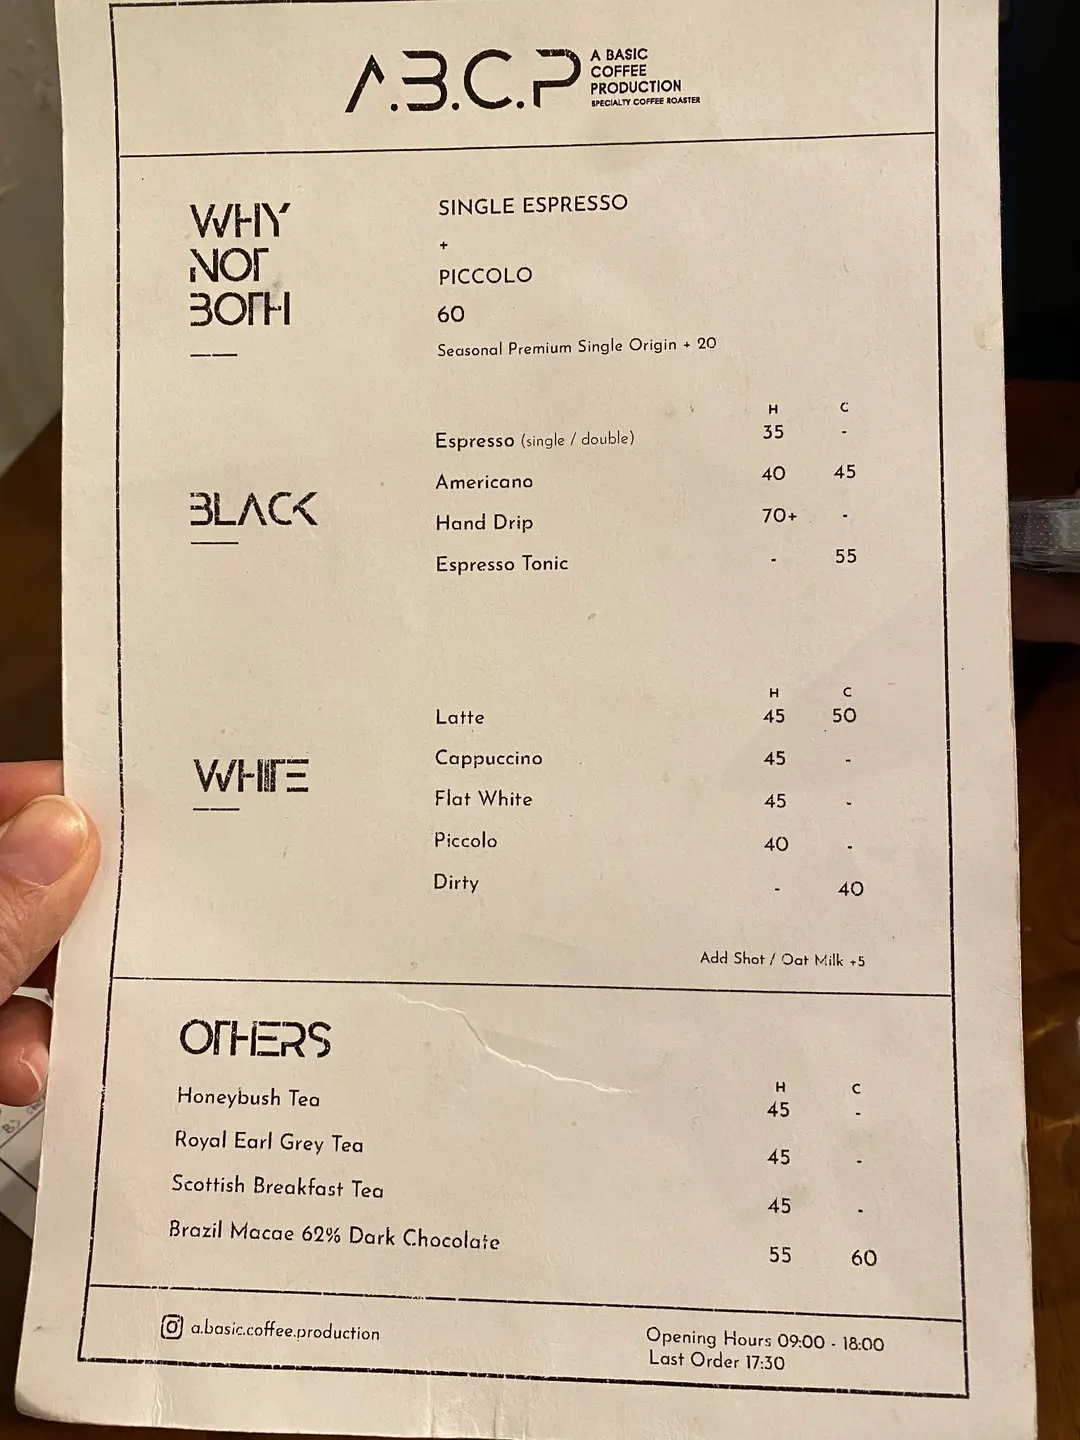 A.B.C.P
A BASIC
COFFEE
PRODUCTION
SPECIALTY COFFEE ROASTER
WHY
NOT
BOTH
SINGLE ESPRESSO
+
PICCOLO
60
Seasonal Premium Single Origin + 20
BLACK
H C
Espresso (single / double) 35 -
Americano 40 45
Hand Drip 70+ -
Espresso Tonic - 55
WHITE
H C
Latte 45 50
Cappuccino 45 -
Flat White 45 -
Piccolo 40 -
Dirty - 40
Add Shot / Oat Milk +5
OTHERS
H C
Honeybush Tea 45 -
Royal Earl Grey Tea 45 -
Scottish Breakfast Tea 45 -
Brazil Macae 62% Dark Chocolate 55 60
a.basic.coffee.production
Opening Hours 09:00 - 18:00
Last Order 17:30